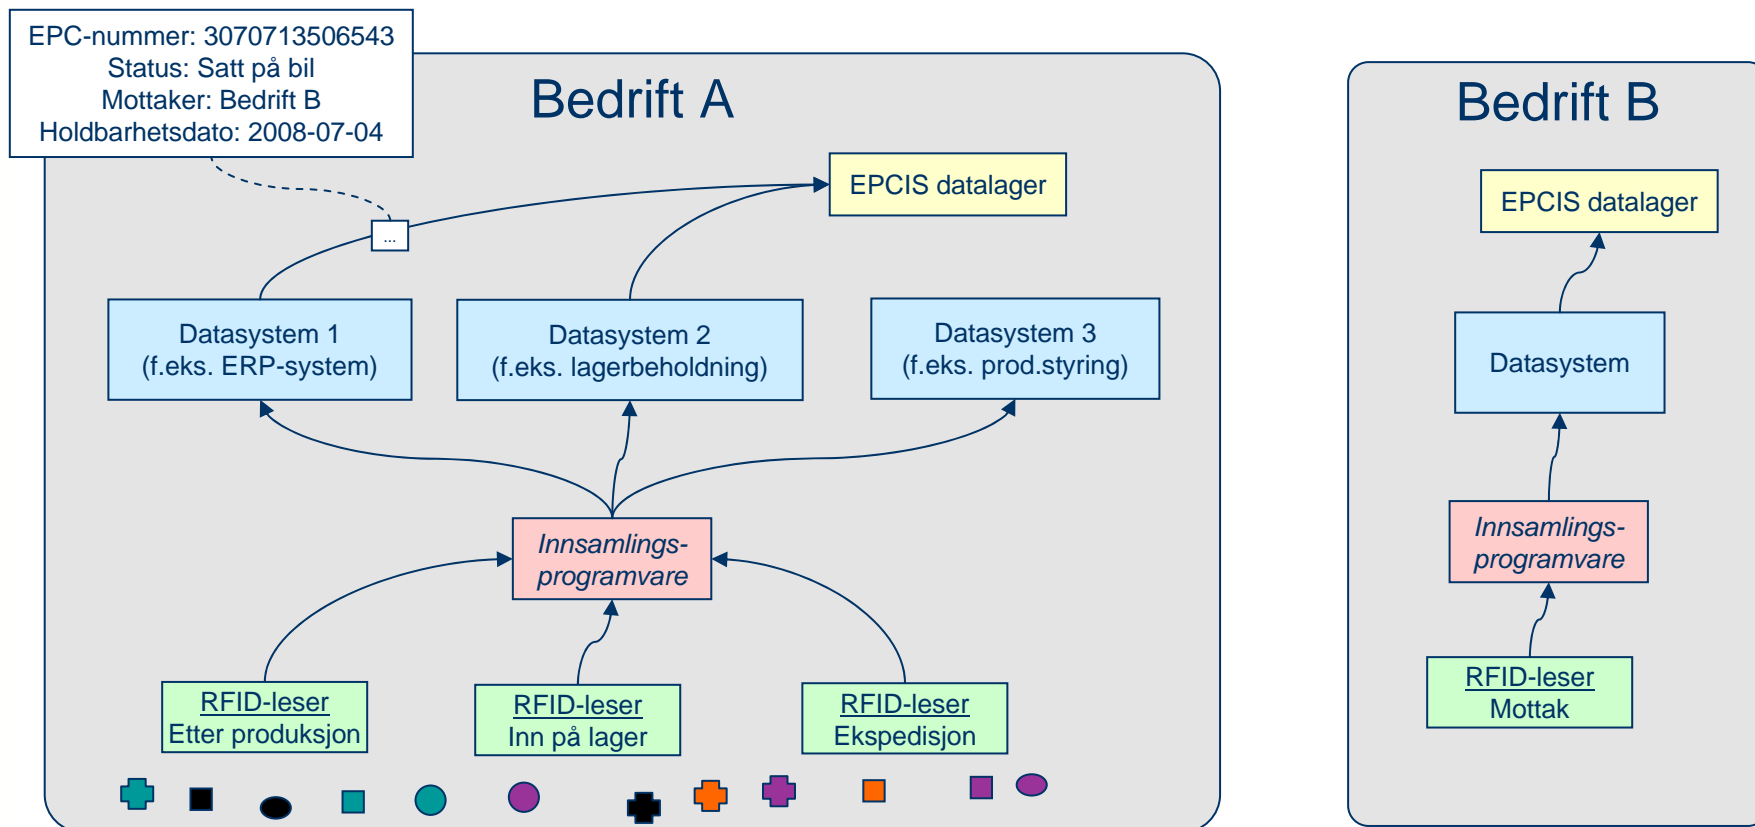 EPC-nummer: 3070713506543
Status: Satt på bil
Mottaker: Bedrift B
Holdbarhetsdato: 2008-07-04
Bedrift A
EPCIS datalager
...
Datasystem 1
(f.eks. ERP-system)
Datasystem 2
(f.eks. lagerbeholdning)
Datasystem 3
(f.eks. prod.styring)
Innsamlings-
programvare
RFID-leser
Etter produksjon
RFID-leser
Inn på lager
RFID-leser
Ekspedisjon
Bedrift B
EPCIS datalager
Datasystem
Innsamlings-
programvare
RFID-leser
Mottak